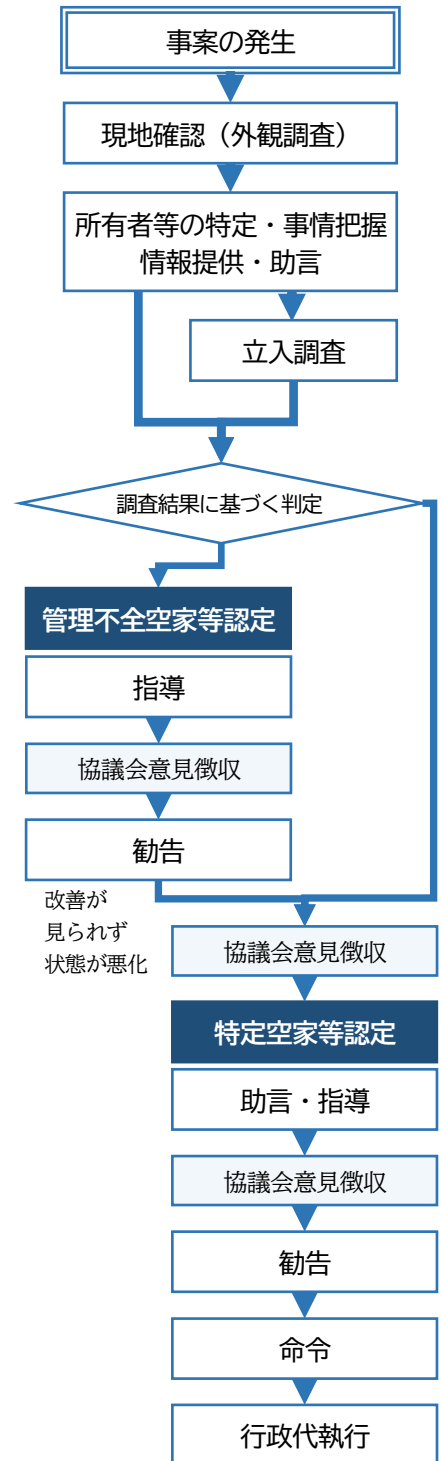 事案の発生
現地確認（外観調査）
所有者等の特定・事情把握
情報提供・助言
立入調査
調査結果に基づく判定
管理不全空家等認定
指導
協議会意見徴収
勧告
改善が
見られず
状態が悪化
協議会意見徴収
特定空家等認定
助言・指導
協議会意見徴収
勧告
命令
行政代執行